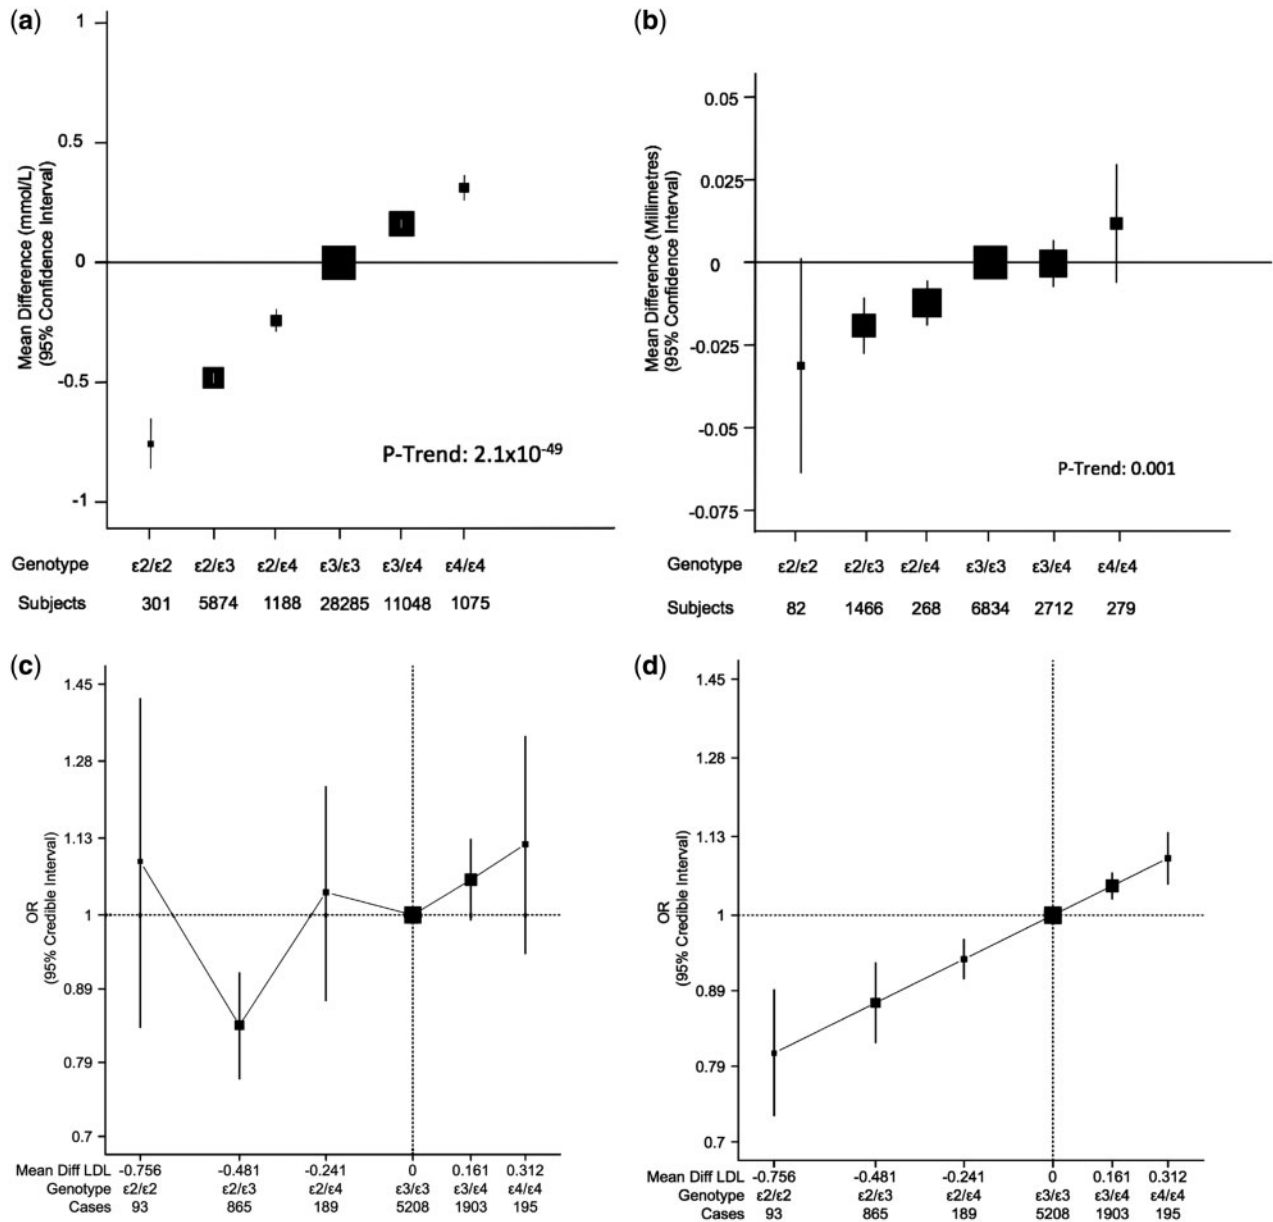 (a)
1
0.5
0
-0.5
-1
Mean Difference (mmol/L)
(95% Confidence Interval)
P-Trend: 2.1x10-49
Genotype ε2/ε2 ε2/ε3 ε2/ε4 ε3/ε3 ε3/ε4 ε4/ε4
Subjects 301 5874 1188 28285 11048 1075
(b)
0.05
0.025
0
-0.025
-0.05
-0.075
Mean Difference (Millimetres)
(95% Confidence Interval)
P-Trend: 0.001
Genotype ε2/ε2 ε2/ε3 ε2/ε4 ε3/ε3 ε3/ε4 ε4/ε4
Subjects 82 1466 268 6834 2712 279
(c)
1.45
1.28
1.13
1
0.89
0.79
0.7
OR
(95% Credible Interval)
Mean Diff LDL -0.756 -0.481 -0.241 0 0.161 0.312
Genotype ε2/ε2 ε2/ε3 ε2/ε4 ε3/ε3 ε3/ε4 ε4/ε4
Cases 93 865 189 5208 1903 195
(d)
1.45
1.28
1.13
1
0.89
0.79
0.7
OR
(95% Credible Interval)
Mean Diff LDL -0.756 -0.481 -0.241 0 0.161 0.312
Genotype ε2/ε2 ε2/ε3 ε2/ε4 ε3/ε3 ε3/ε4 ε4/ε4
Cases 93 865 189 5208 1903 195